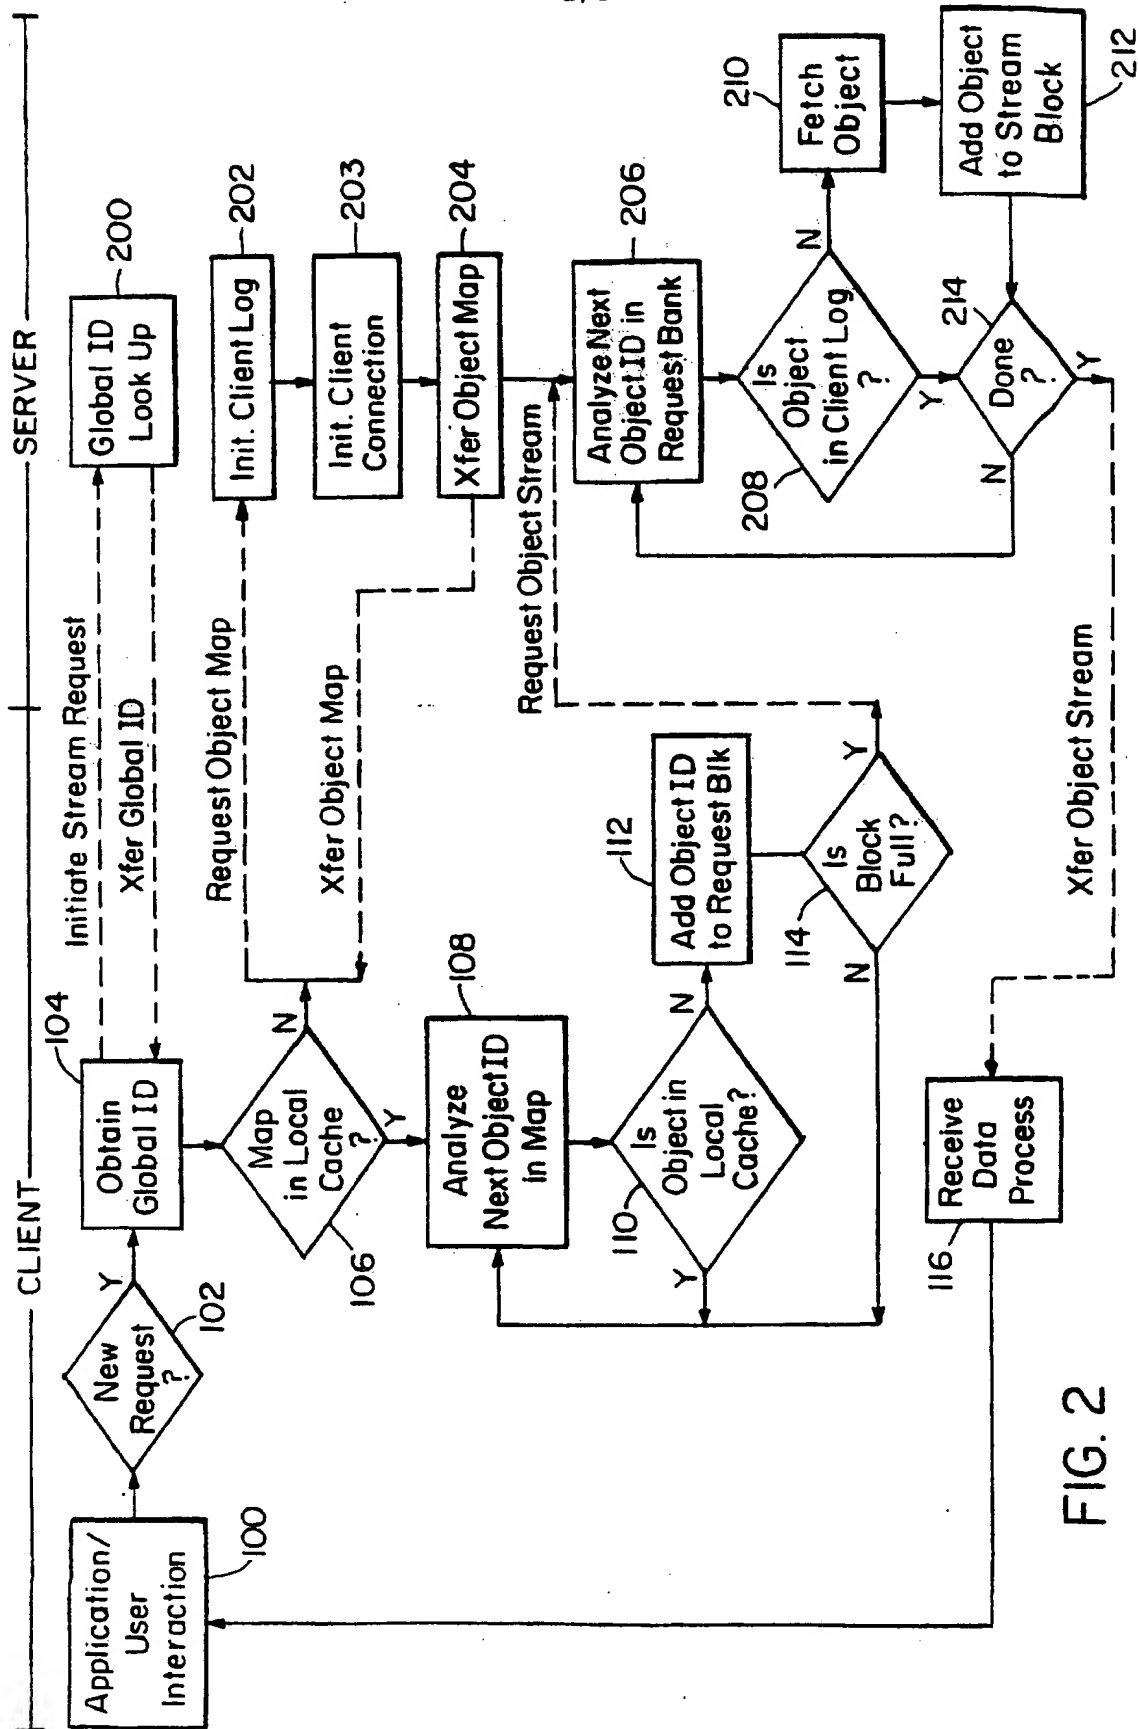 CLIENT
SERVER
Application/
User
Interaction
100
New
Request
?
102
Y
Obtain
Global ID
104
Initiate Stream Request
Xfer Global ID
Global ID
Look Up
200
Map
in Local
Cache
?
106
N
Y
Request Object Map
Xfer Object Map
Init. Client Log
202
Init. Client
Connection
203
Xfer Object Map
204
Analyze
Next Object ID
in Map
108
Is
Object in
Local
Cache?
110
N
Y
Add Object ID
to Request Blk
112
Is
Block
Full?
114
Y
N
Request Object Stream
Analyze Next
Object ID in
Request Bank
206
Is
Object
in Client Log
?
208
N
Y
Fetch
Object
210
Add Object
to Stream
Block
212
Done
?
214
N
Y
Xfer Object Stream
Receive
Data
Process
116
FIG. 2